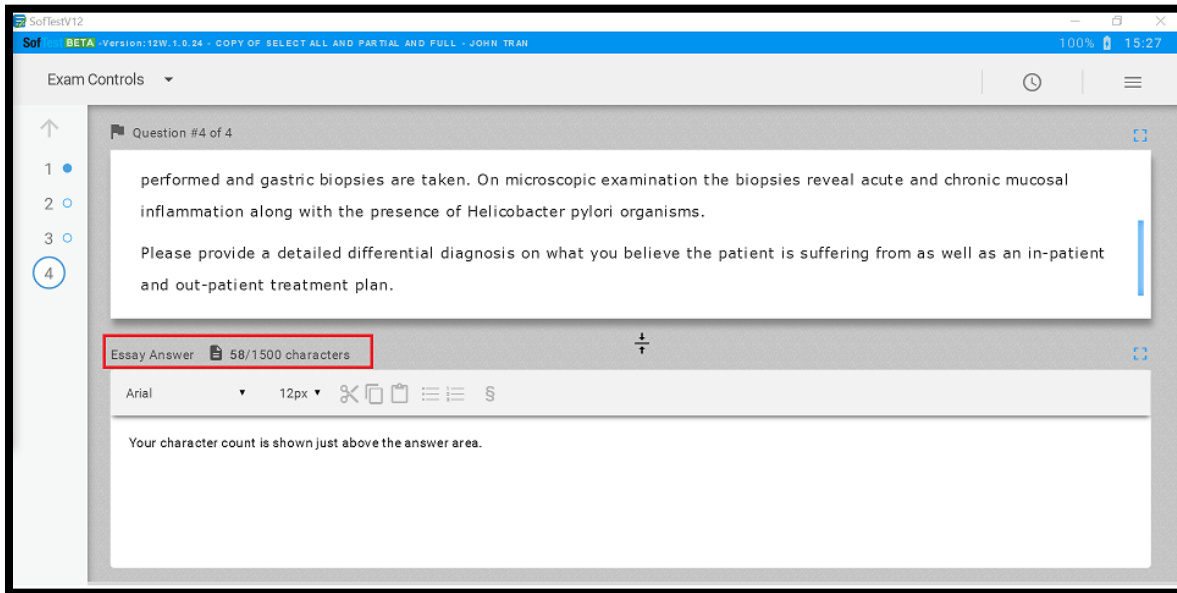 SofTestV12
SofTest BETA -Version:12W.1.0.24 - COPY OF SELECT ALL AND PARTIAL AND FULL - JOHN TRAN 100% 15:27
Exam Controls
Question #4 of 4
1
performed and gastric biopsies are taken. On microscopic examination the biopsies reveal acute and chronic mucosal
2
inflammation along with the presence of Helicobacter pylori organisms.
3
Please provide a detailed differential diagnosis on what you believe the patient is suffering from as well as an in-patient
4
and out-patient treatment plan.
Essay Answer 58/1500 characters
Arial 12px §
Your character count is shown just above the answer area.